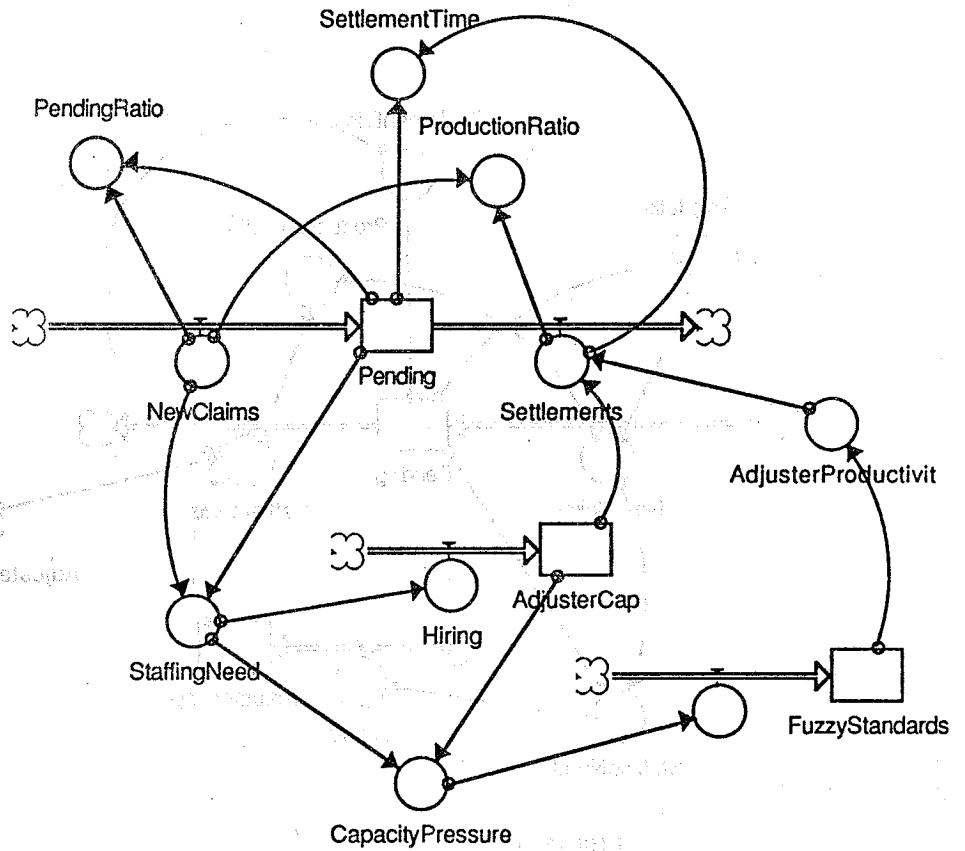 SettlementTime
PendingRatio
ProductionRatio
Pending
NewClaims
Settlements
AdjusterProductivit
AdjusterCap
Hiring
StaffingNeed
FuzzyStandards
CapacityPressure